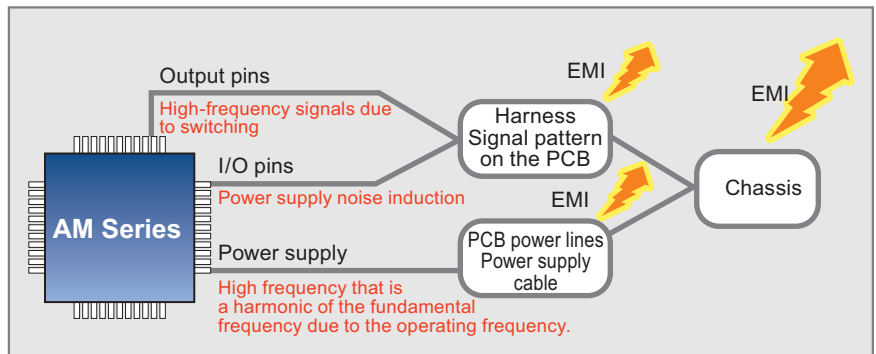 Output pins
High-frequency signals due
to switching
I/O pins
Power supply noise induction
AM Series
Power supply
High frequency that is
a harmonic of the fundamental
frequency due to the operating frequency.
EMI
Harness
Signal pattern
on the PCB
EMI
PCB power lines
Power supply
cable
EMI
Chassis